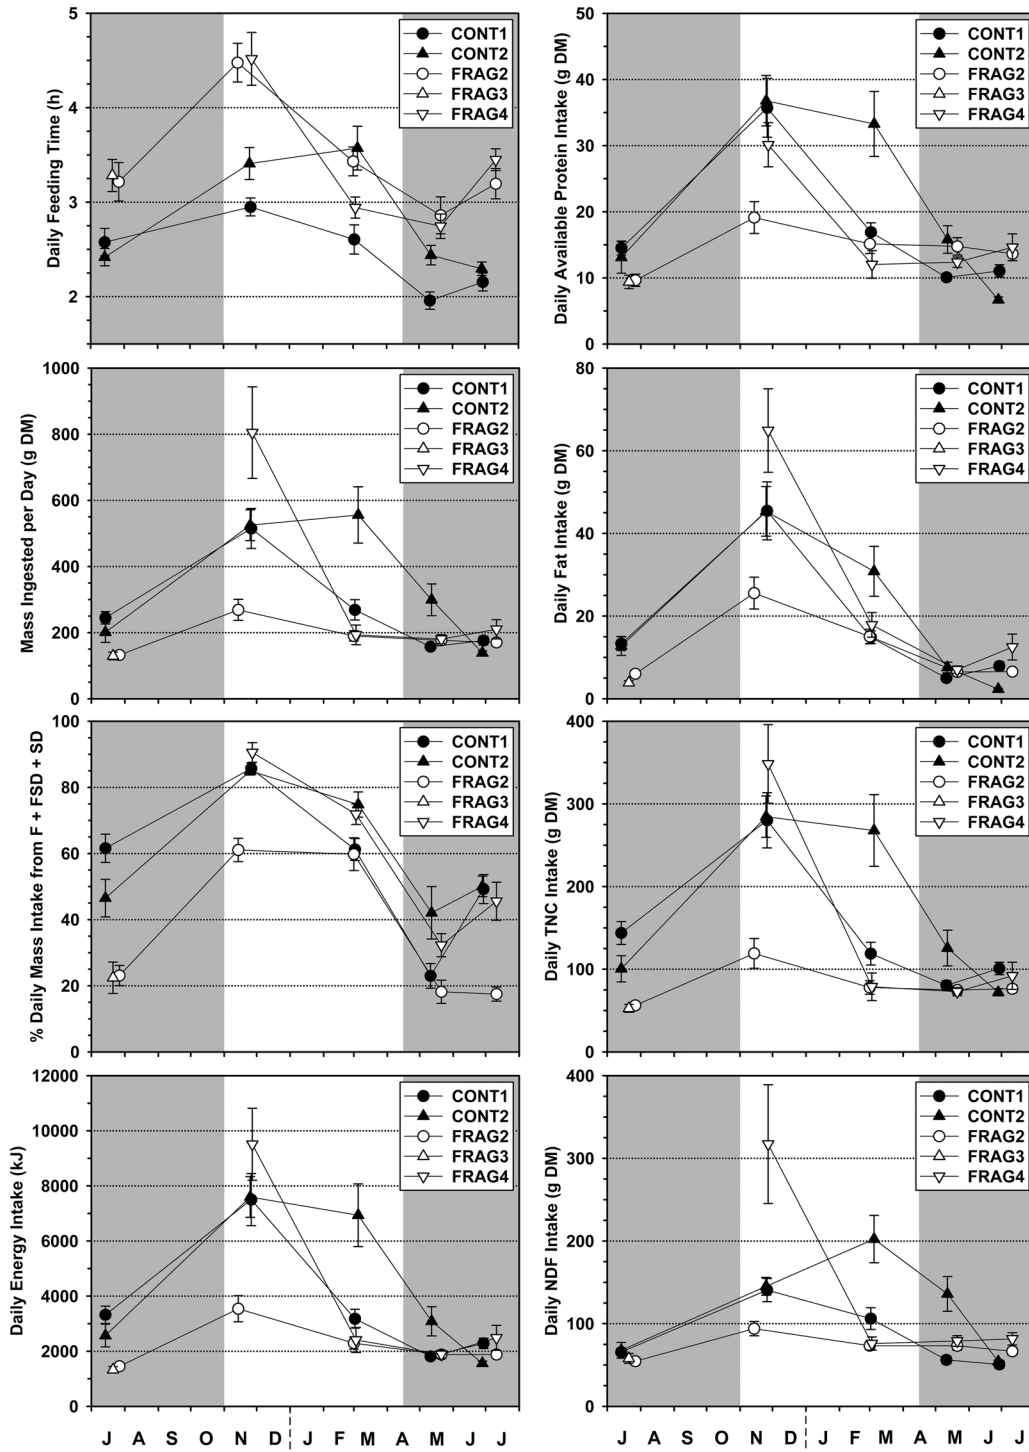 5
4
3
2
Daily Feeding Time (h)
CONT1
CONT2
FRAG2
FRAG3
FRAG4
50
40
30
20
10
0
Daily Available Protein Intake (g DM)
CONT1
CONT2
FRAG2
FRAG3
FRAG4
1000
800
600
400
200
0
Mass Ingested per Day (g DM)
CONT1
CONT2
FRAG2
FRAG3
FRAG4
80
60
40
20
0
Daily Fat Intake (g DM)
CONT1
CONT2
FRAG2
FRAG3
FRAG4
100
80
60
40
20
0
% Daily Mass Intake from F + FSD + SD
CONT1
CONT2
FRAG2
FRAG3
FRAG4
400
300
200
100
0
Daily TNC Intake (g DM)
CONT1
CONT2
FRAG2
FRAG3
FRAG4
12000
10000
8000
6000
4000
2000
0
Daily Energy Intake (kJ)
CONT1
CONT2
FRAG2
FRAG3
FRAG4
J A S O N D J F M A M J J
400
300
200
100
0
Daily NDF Intake (g DM)
CONT1
CONT2
FRAG2
FRAG3
FRAG4
J A S O N D J F M A M J J